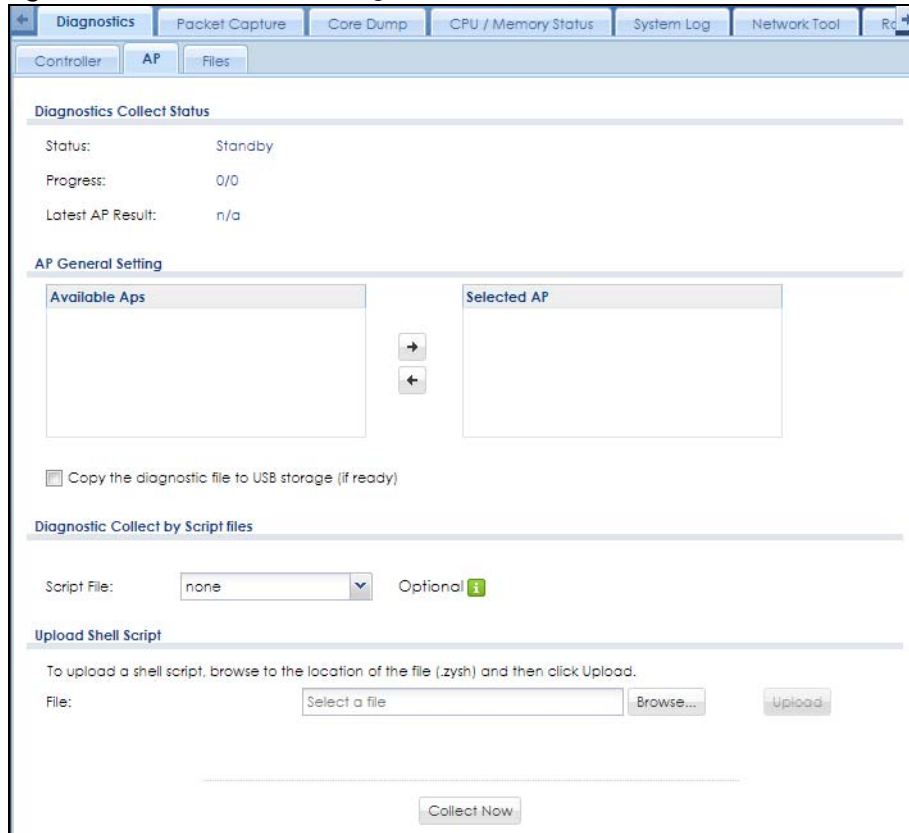 Diagnostics Packet Capture Core Dump CPU / Memory Status System Log Network Tool
Controller AP Files
Diagnostics Collect Status
Status: Standby
Progress: 0/0
Latest AP Result: n/a
AP General Setting
Available Aps Selected AP
Copy the diagnostic file to USB storage (if ready)
Diagnostic Collect by Script files
Script File: none Optional
Upload Shell Script
To upload a shell script, browse to the location of the file (.zysh) and then click Upload.
File: Select a file Browse... Upload
Collect Now